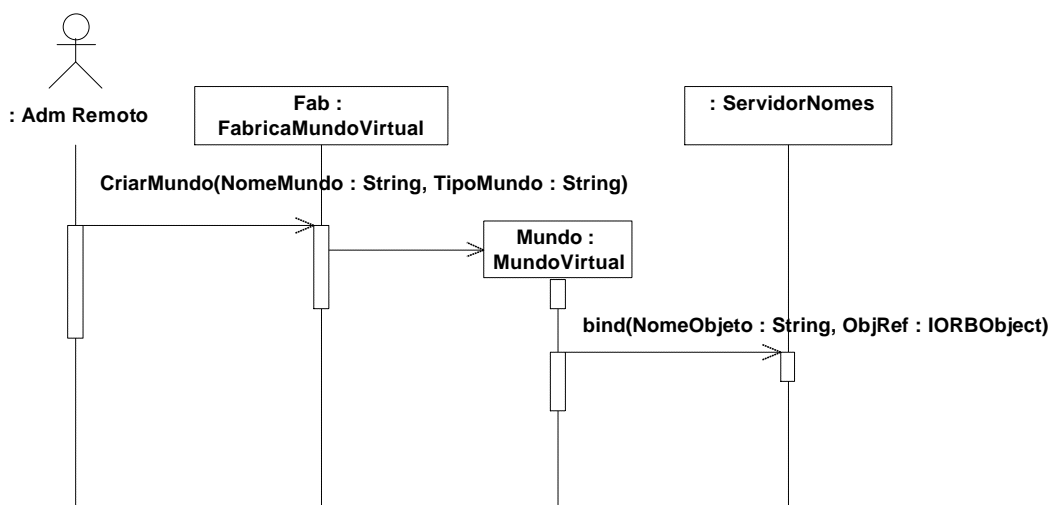 : Adm Remoto
Fab :
FabricaMundoVirtual
: ServidorNomes
CriarMundo(NomeMundo : String, TipoMundo : String)
Mundo :
MundoVirtual
bind(NomeObjeto : String, ObjRef : IORBObject)